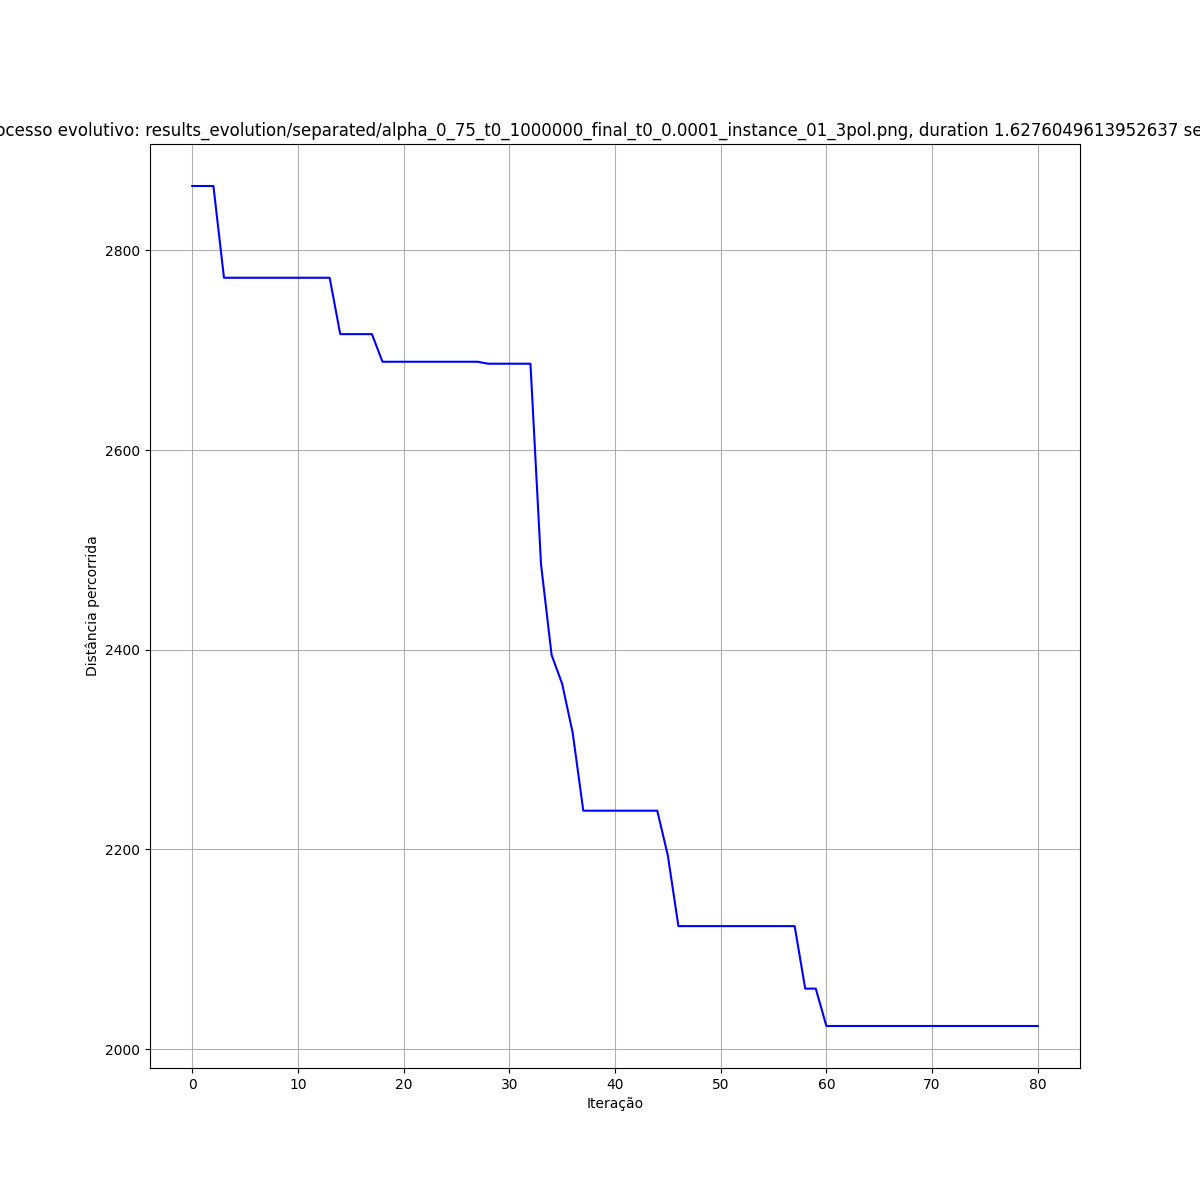 ocesso evolutivo: results_evolution/separated/alpha_0_75_t0_1000000_final_t0_0.0001_instance_01_3pol.png, duration 1.6276049613952637 se
2800
2600
2400
2200
2000
Distância percorrida
0 10 20 30 40 50 60 70 80
Iteração